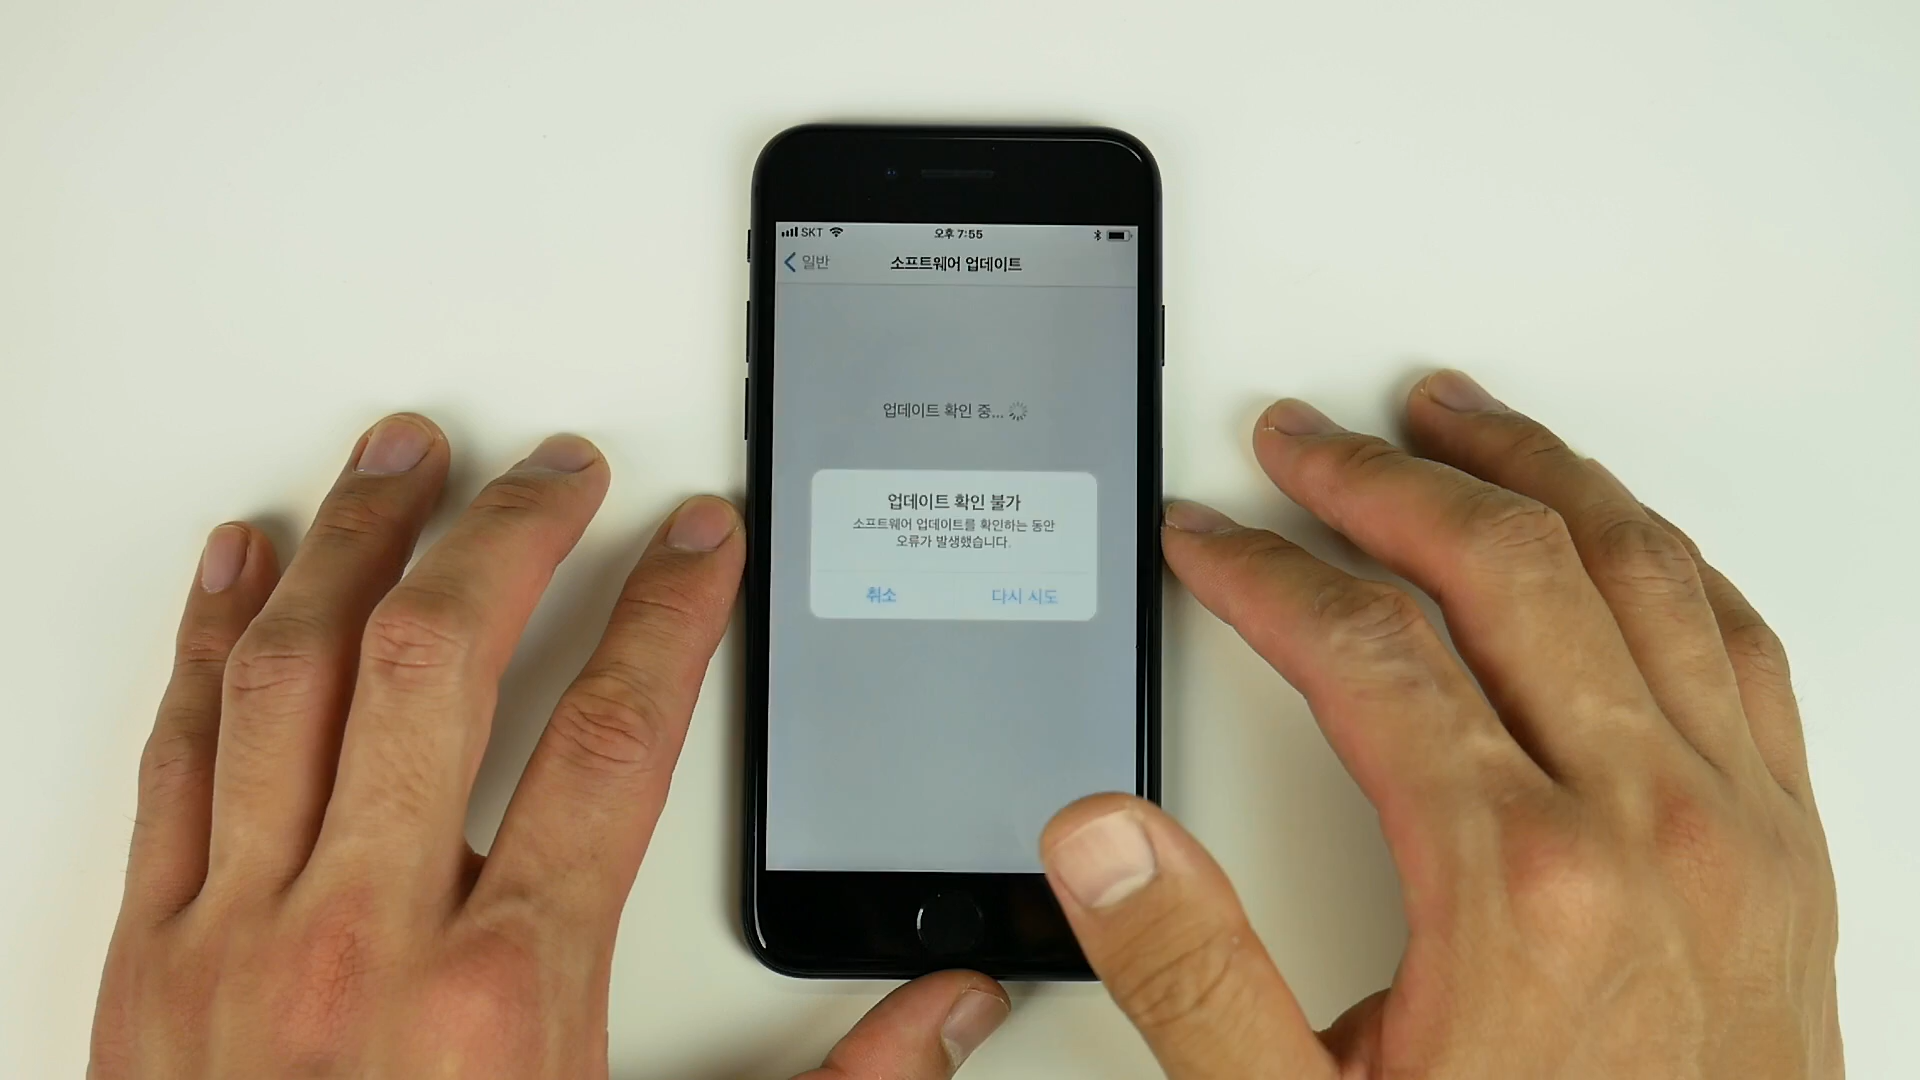 SKT 오후 7:55
일반 소프트웨어 업데이트
업데이트 확인 중...
업데이트 확인 불가
소프트웨어 업데이트를 확인하는 동안
오류가 발생했습니다.
취소 다시 시도